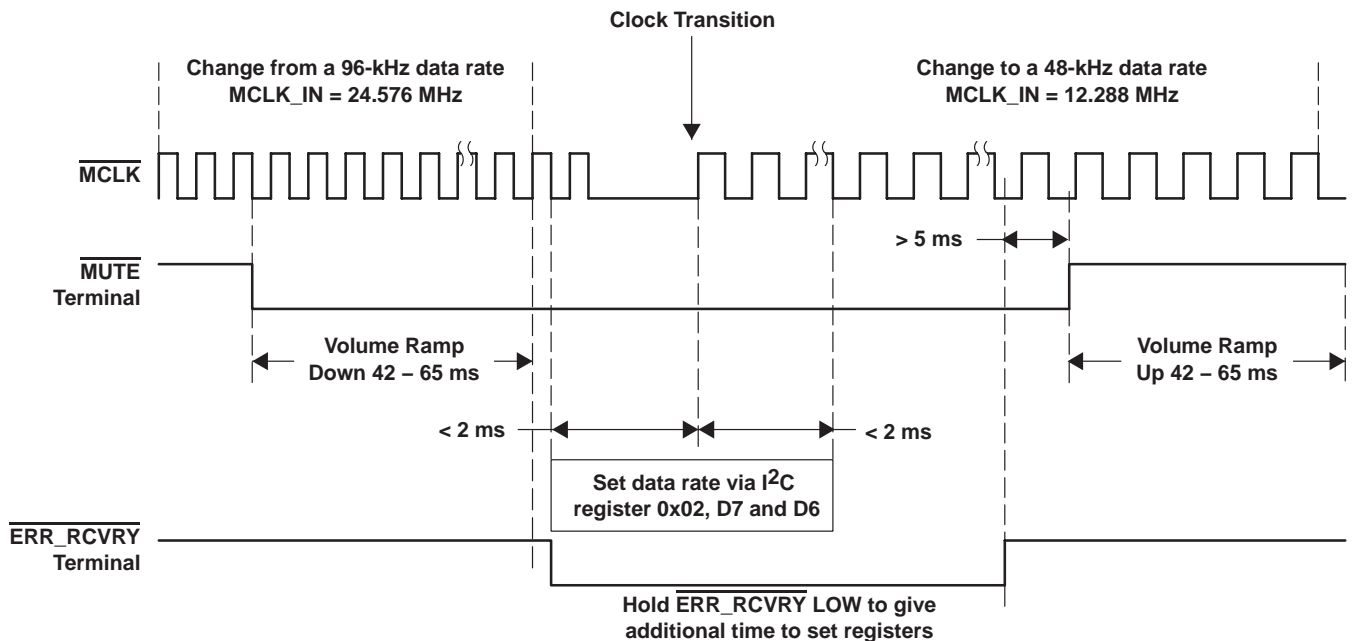 Clock Transition
Change from a 96-kHz data rate
MCLK_IN = 24.576 MHz
Change to a 48-kHz data rate
MCLK_IN = 12.288 MHz
MCLK
> 5 ms
MUTE
Terminal
Volume Ramp
Down 42 – 65 ms
Volume Ramp
Up 42 – 65 ms
< 2 ms
< 2 ms
Set data rate via I2C
register 0x02, D7 and D6
ERR_RCVRY
Terminal
Hold ERR_RCVRY LOW to give
additional time to set registers